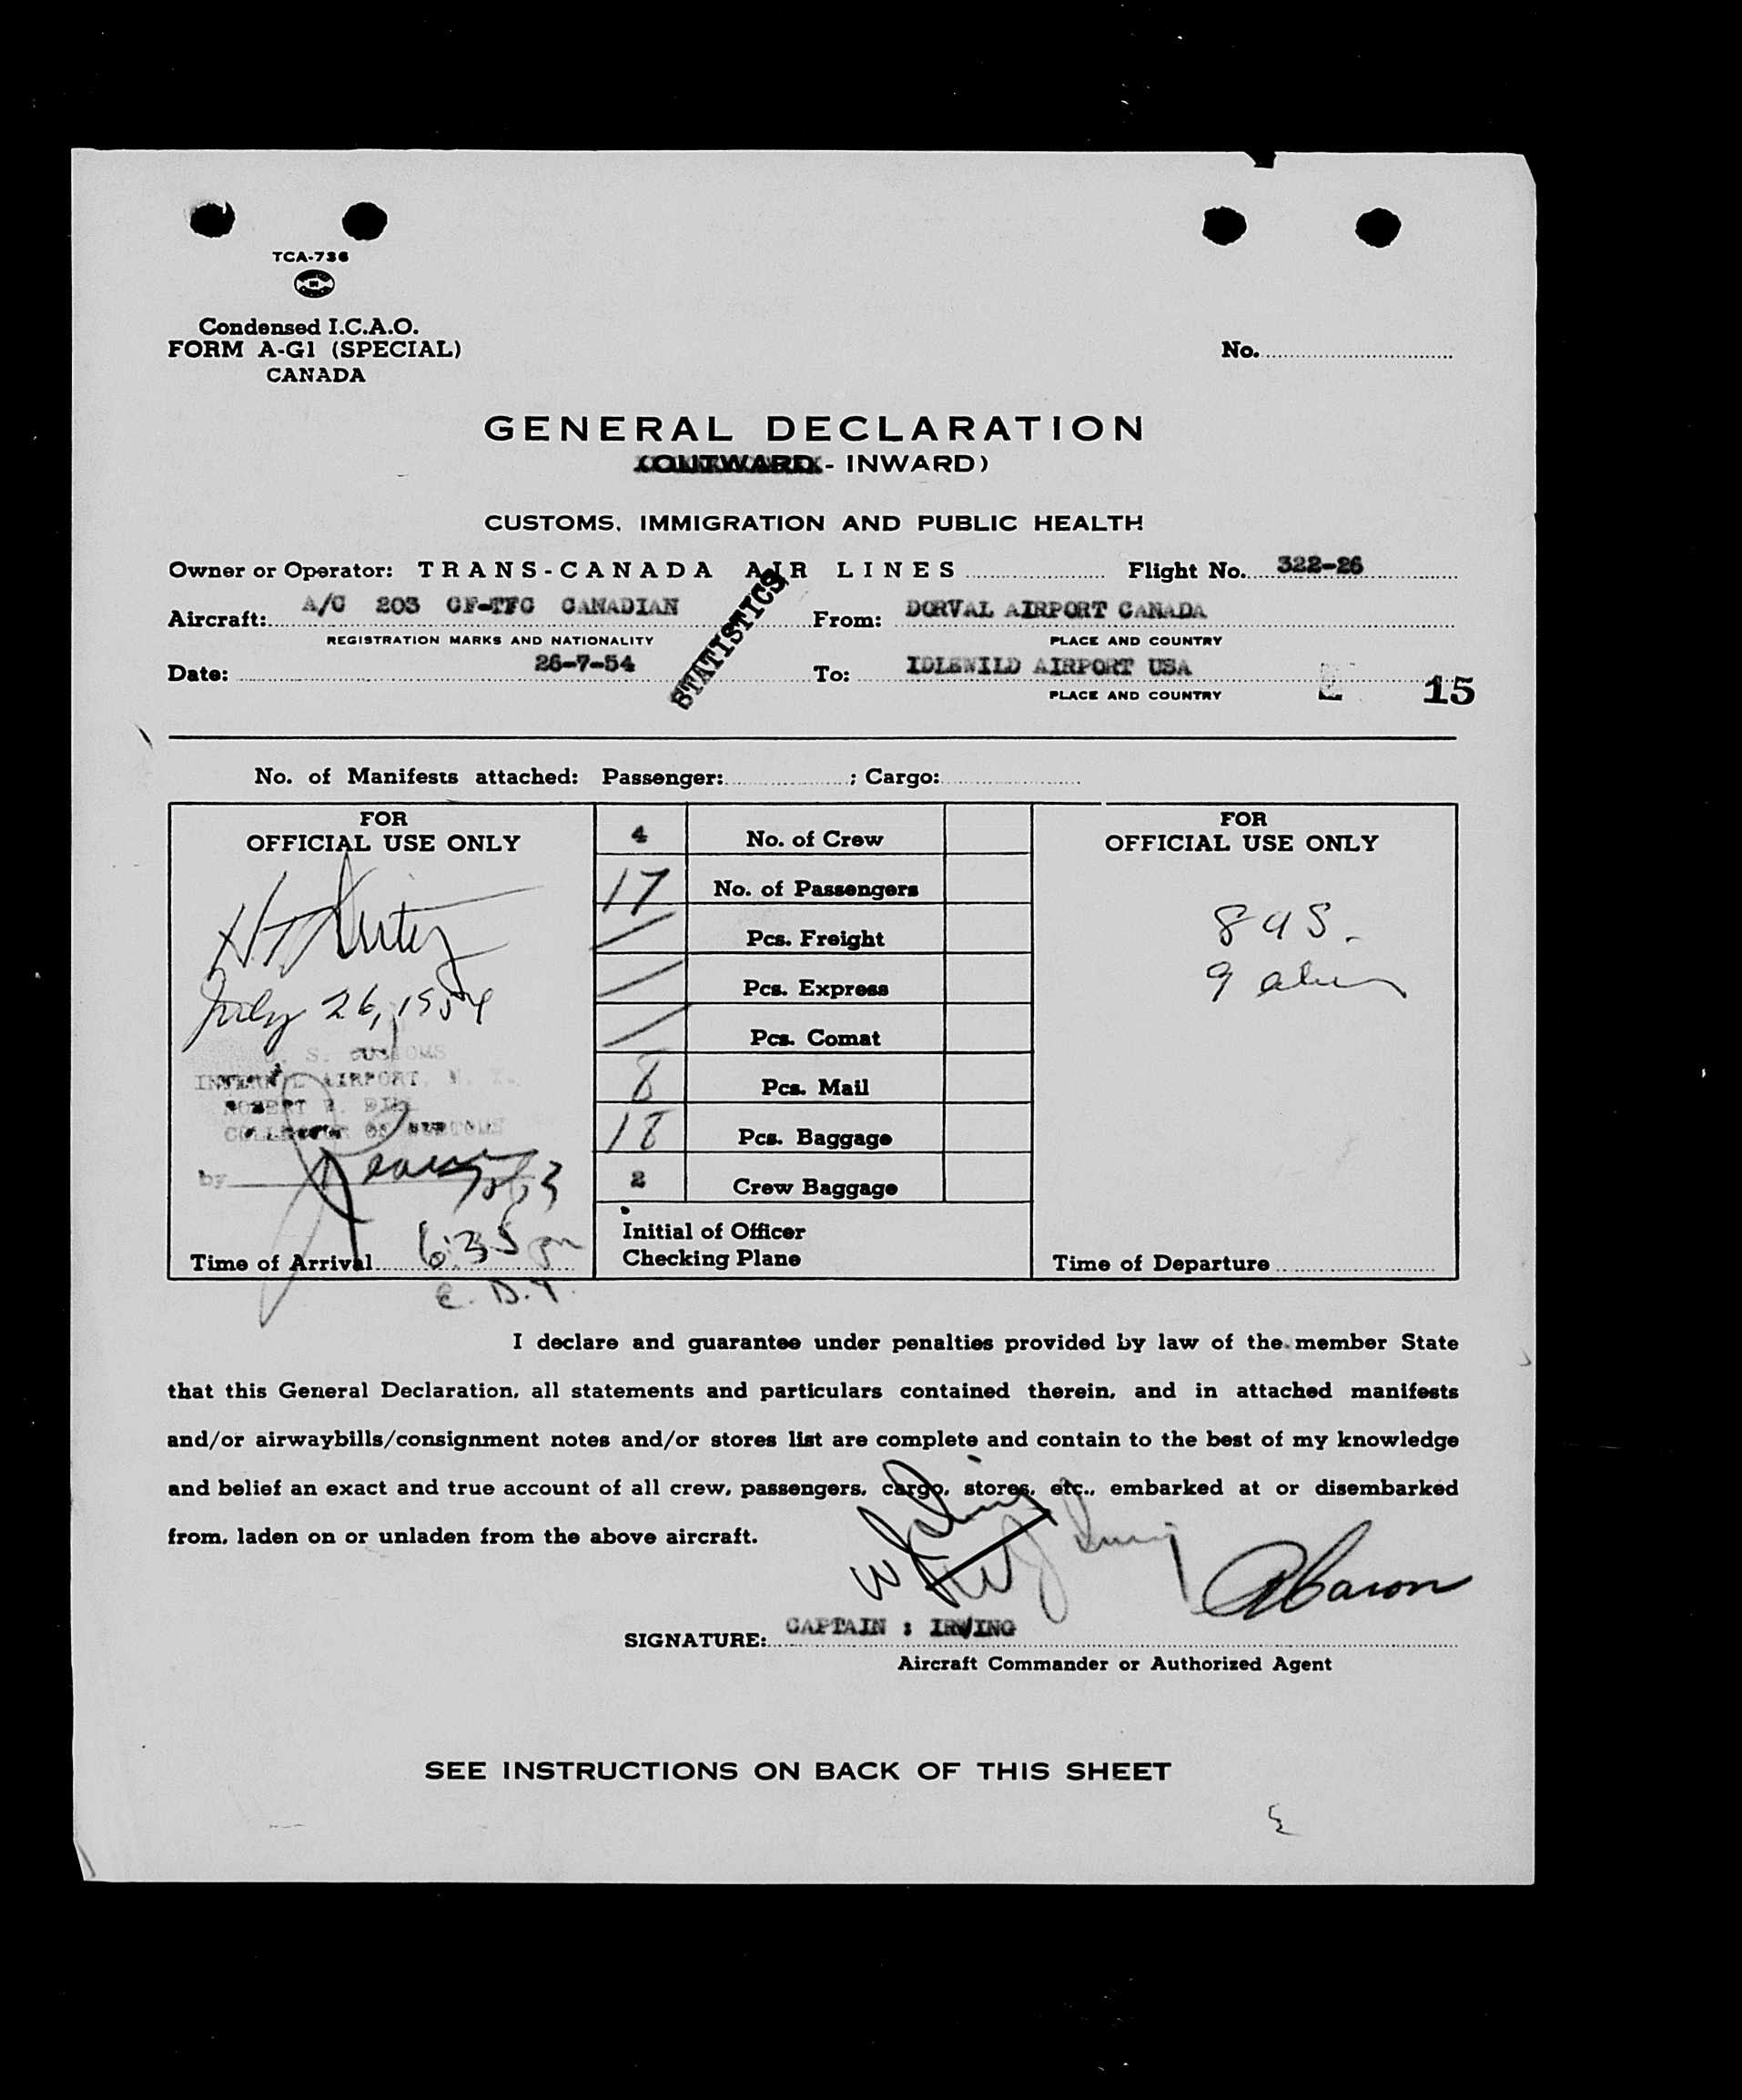 TCA-736
Condensed I.C.A.O.
FORM A-G1 (SPECIAL)
CANADA
No.
GENERAL DECLARATION
(OUTWARD - INWARD)
CUSTOMS, IMMIGRATION AND PUBLIC HEALTH
Owner or Operator: TRANS-CANADA AIR LINES Flight No. 322-26
Aircraft: A/C 203 CF-TFC CANADIAN From: DORVAL AIRPORT CANADA
REGISTRATION MARKS AND NATIONALITY PLACE AND COUNTRY
STATISTICS
Date: 26-7-54 To: IDLEWILD AIRPORT USA
PLACE AND COUNTRY
15
No. of Manifests attached: Passenger: ; Cargo:
FOR
OFFICIAL USE ONLY
July 26, 1954
U. S. CUSTOMS
AIRPORT, N. Y.
ROBERT
COLLECTOR OF CUSTOMS
by
Time of Arrival 6:35 pm
E.D.T.
4 No. of Crew
17 No. of Passengers
/ Pcs. Freight
/ Pcs. Express
/ Pcs. Comat
8 Pcs. Mail
18 Pcs. Baggage
2 Crew Baggage
Initial of Officer
Checking Plane
FOR
OFFICIAL USE ONLY
8
9 alien
Time of Departure
I declare and guarantee under penalties provided by law of the member State
that this General Declaration, all statements and particulars contained therein, and in attached manifests
and/or airwaybills/consignment notes and/or stores list are complete and contain to the best of my knowledge
and belief an exact and true account of all crew, passengers, cargo, stores, etc., embarked at or disembarked
from, laden on or unladen from the above aircraft.
SIGNATURE: CAPTAIN : IRVING
Aircraft Commander or Authorized Agent
SEE INSTRUCTIONS ON BACK OF THIS SHEET